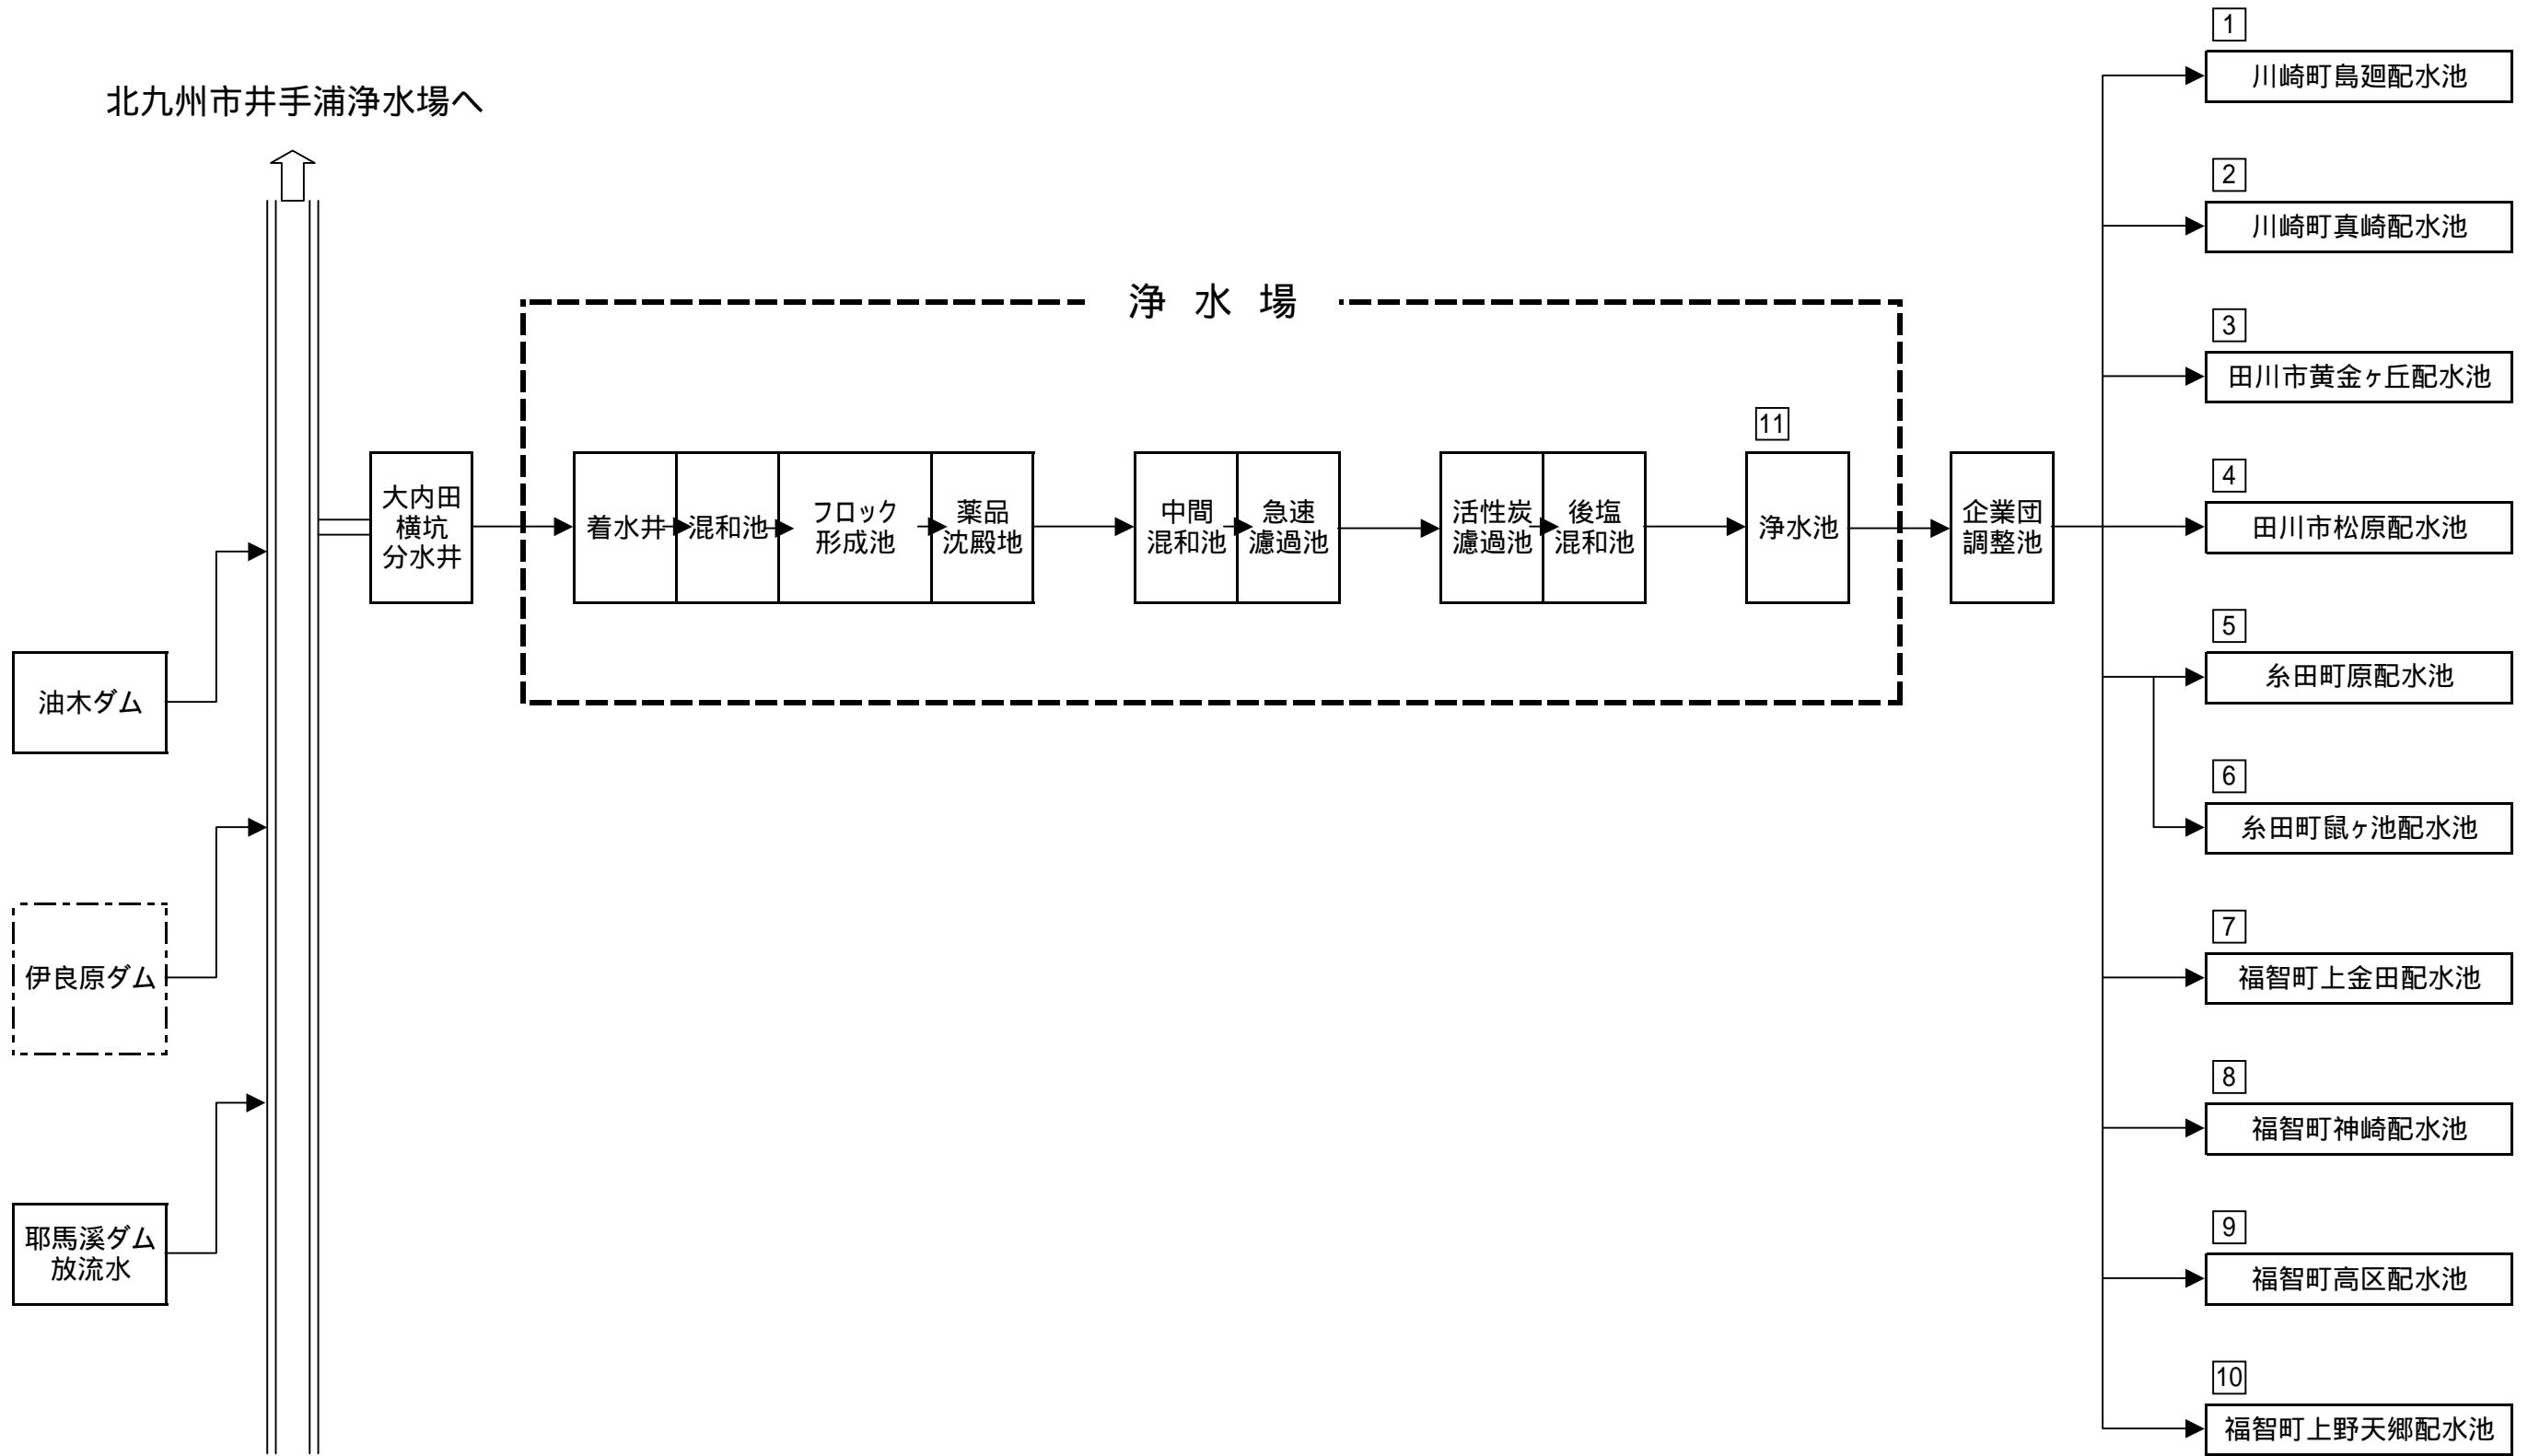 北九州市井手浦浄水場へ
油木ダム
伊良原ダム
耶馬溪ダム
放流水
大内田
横坑
分水井
浄 水 場
着水井
混和池
フロック
形成池
薬品
沈殿地
中間
混和池
急速
濾過池
活性炭
濾過池
後塩
混和池
11
浄水池
企業団
調整池
1
川崎町島廻配水池
2
川崎町真崎配水池
3
田川市黄金ヶ丘配水池
4
田川市松原配水池
5
糸田町原配水池
6
糸田町鼠ヶ池配水池
7
福智町上金田配水池
8
福智町神崎配水池
9
福智町高区配水池
10
福智町上野天郷配水池